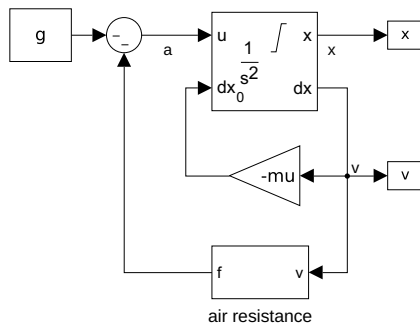 g
−
−
a
u
dx0
1
s2
x
dx
x
x
v
v
-mu
f
v
air resistance